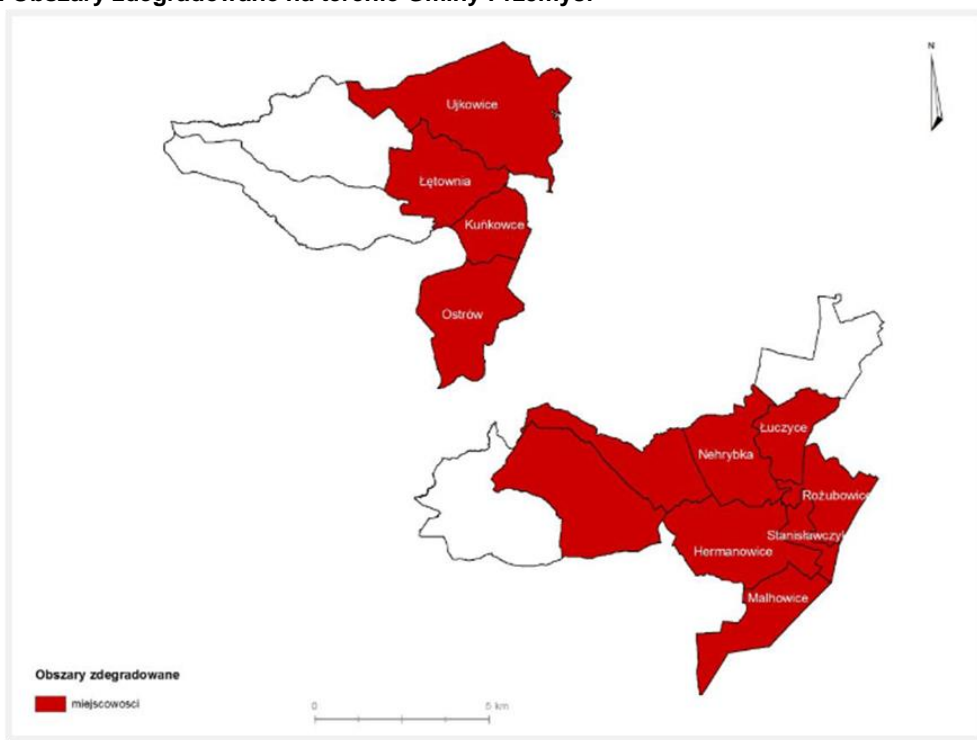 Obszary zdegradowane na terenie Gminy Przemyśl
N
Ujkowice
Łętownia
Kuńkowce
Ostrów
Łuczyce
Nehrybka
Rożubowice
Stanisławczyk
Hermanowice
Malhowice
Obszary zdegradowane
miejscowosci
0 5 km